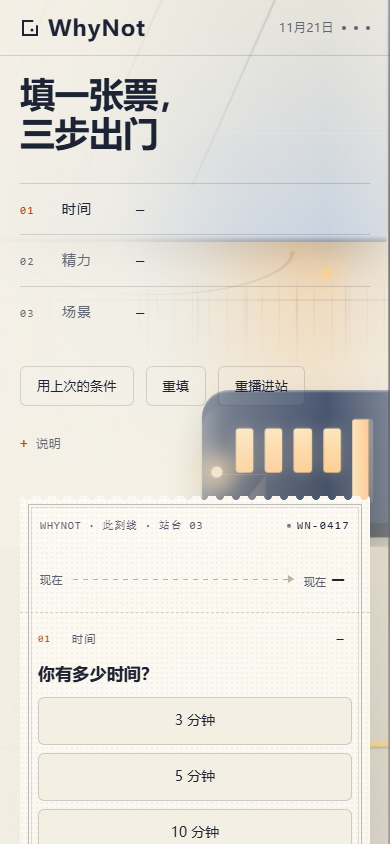 WhyNot
11月21日
填一张票,
三步出门
01 时间 —
02 精力 —
03 场景 —
用上次的条件 重填 重播进站
+ 说明
WHYNOT · 此刻线 · 站台 03 WN-0417
现在 现在 —
01 时间 —
你有多少时间?
3 分钟
5 分钟
10 分钟